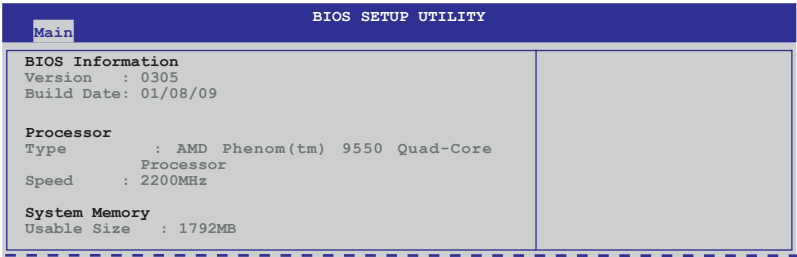 BIOS SETUP UTILITY
Main
BIOS Information
Version : 0305
Build Date: 01/08/09
Processor
Type : AMD Phenom(tm) 9550 Quad-Core
Processor
Speed : 2200MHz
System Memory
Usable Size : 1792MB